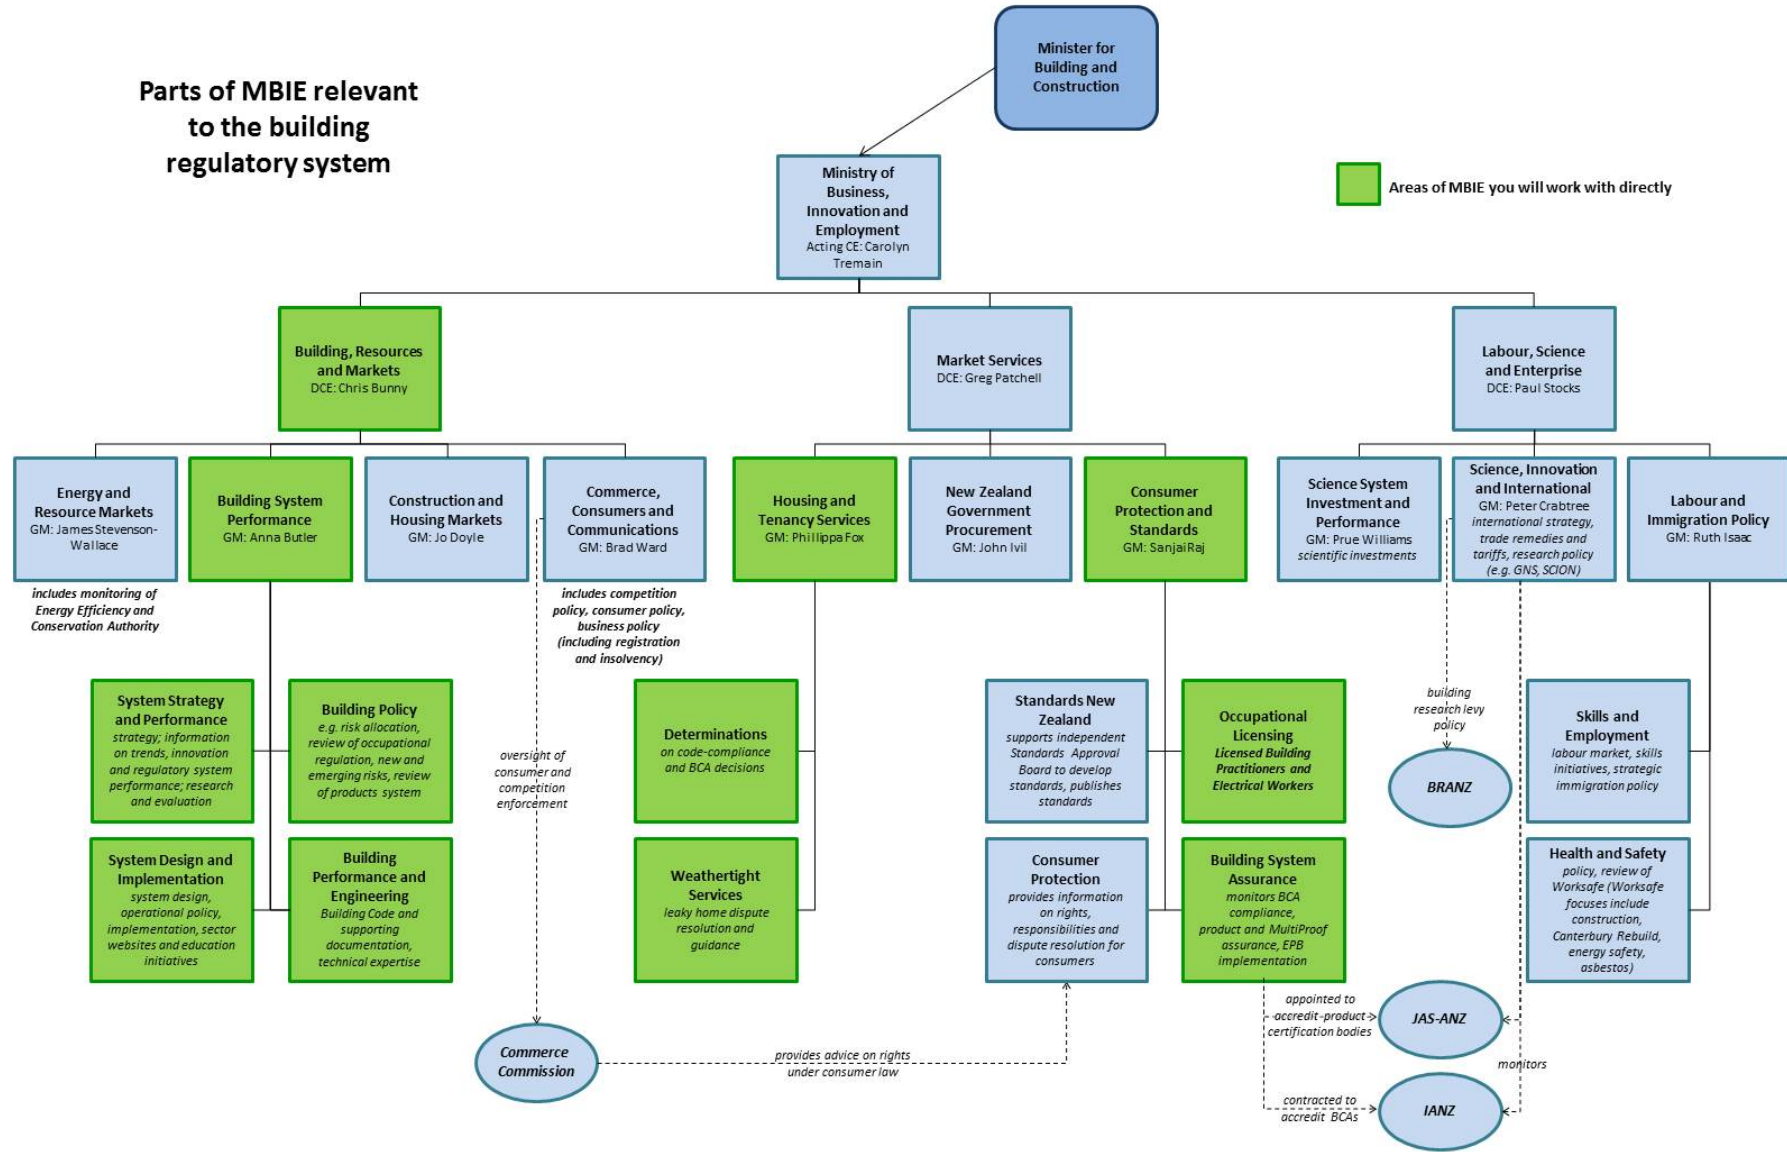 Parts of MBIE relevant
to the building
regulatory system
Minister for
Building and
Construction
Areas of MBIE you will work with directly
Ministry of
Business,
Innovation and
Employment
Acting CE: Carolyn
Tremain
Building, Resources
and Markets
DCE: Chris Bunny
Market Services
DCE: Greg Patchell
Labour, Science
and Enterprise
DCE: Paul Stocks
Energy and
Resource Markets
GM: James Stevenson-
Wallace
includes monitoring of
Energy Efficiency and
Conservation Authority
Building System
Performance
GM: Anna Butler
Construction and
Housing Markets
GM: Jo Doyle
Commerce,
Consumers and
Communications
GM: Brad Ward
includes competition
policy, consumer policy,
business policy
(including registration
and insolvency)
Housing and
Tenancy Services
GM: Phillippa Fox
New Zealand
Government
Procurement
GM: John Ivil
Consumer
Protection and
Standards
GM: Sanjai Raj
Science System
Investment and
Performance
GM: Prue Williams
scientific investments
Science, Innovation
and International
GM: Peter Crabtree
international strategy,
trade remedies and
tariffs, research policy
(e.g. GNS, SCION)
Labour and
Immigration Policy
GM: Ruth Isaac
System Strategy
and Performance
strategy; information
on trends, innovation
and regulatory system
performance; research
and evaluation
Building Policy
e.g. risk allocation,
review of occupational
regulation, new and
emerging risks, review
of products system
oversight of
consumer and
competition
enforcement
Determinations
on code-compliance
and BCA decisions
Standards New
Zealand
supports independent
Standards Approval
Board to develop
standards, publishes
standards
Occupational
Licensing
Licensed Building
Practitioners and
Electrical Workers
building
research levy
policy
BRANZ
Skills and
Employment
labour market, skills
initiatives, strategic
immigration policy
System Design and
Implementation
system design,
operational policy,
implementation, sector
websites and education
initiatives
Building
Performance and
Engineering
Building Code and
supporting
documentation,
technical expertise
Weathertight
Services
leaky home dispute
resolution and
guidance
Consumer
Protection
provides information
on rights,
responsibilities and
dispute resolution for
consumers
Building System
Assurance
monitors BCA
compliance,
product and MultiProof
assurance, EPB
implementation
Health and Safety
policy, review of
Worksafe (Worksafe
focuses include
construction,
Canterbury Rebuild,
energy safety,
asbestos)
Commerce
Commission
provides advice on rights
under consumer law
appointed to
accredit-product
certification bodies
JAS-ANZ
monitors
contracted to
accredit BCAs
IANZ